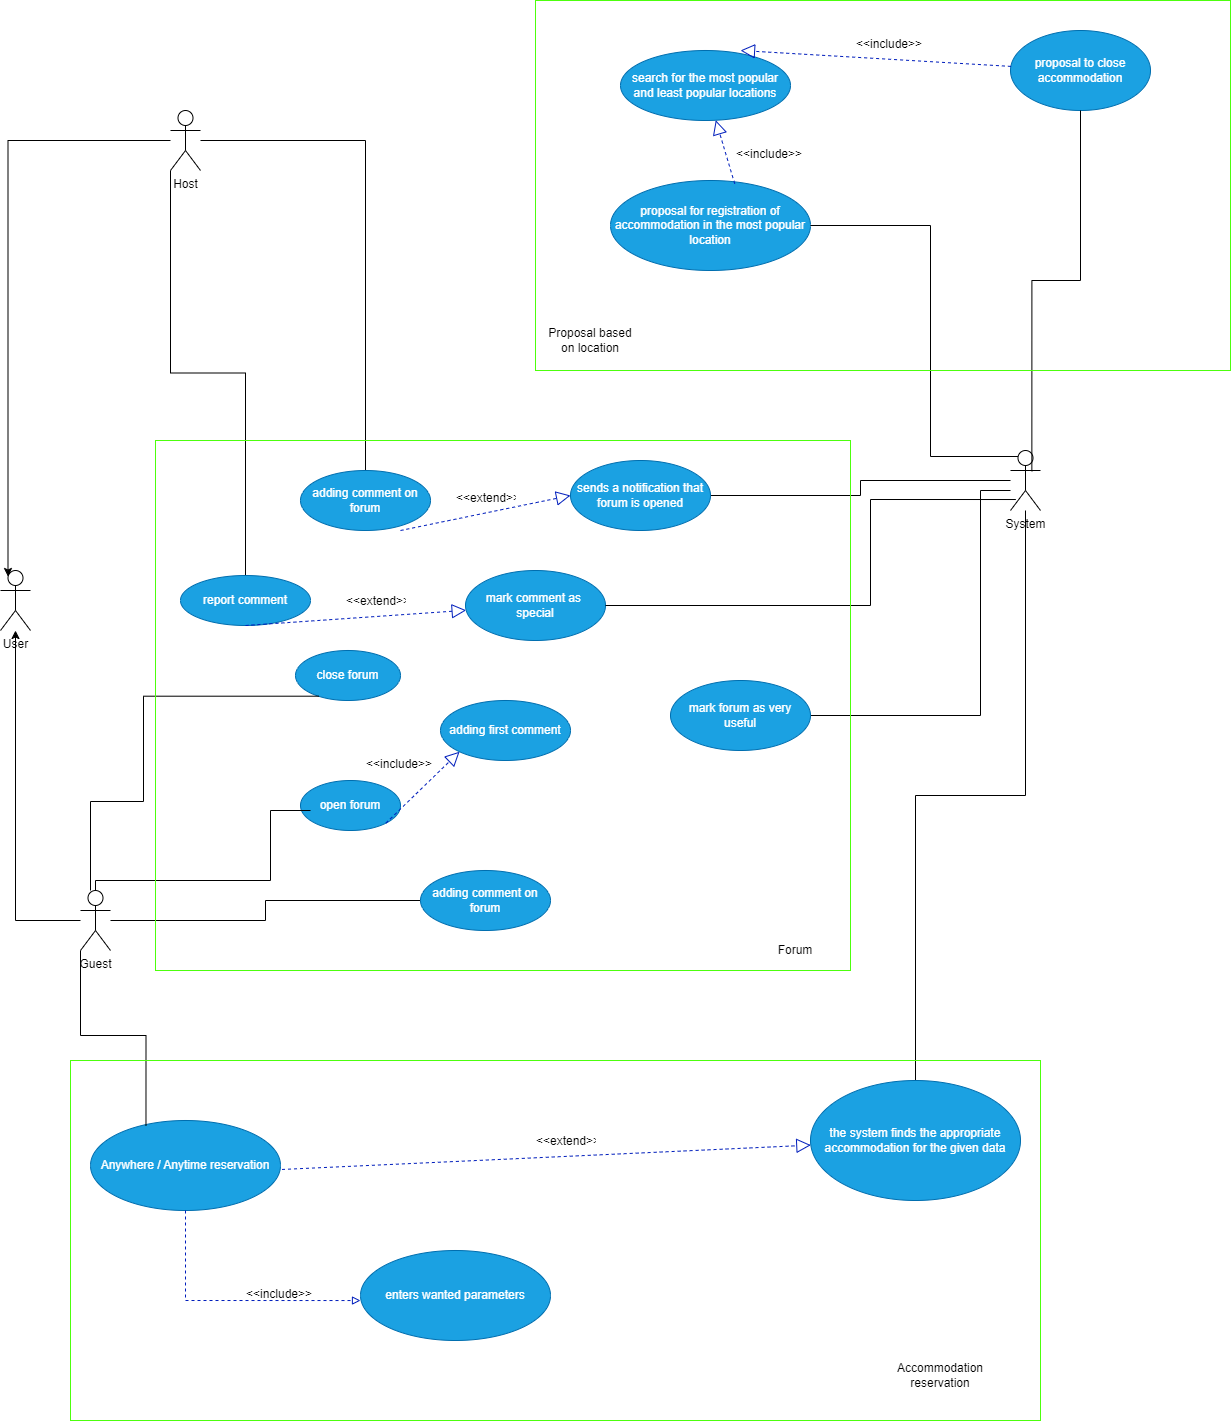 <<include>>
proposal to close
accommodation
search for the most popular
and least popular locations
<<include>>
Host
proposal for registration of
accommodation in the most popular
location
Proposal based
on location
adding comment on
forum
<<extend>
sends a notification that
forum is opened
System
report comment
<<extend>
mark comment as
special
User
close forum
mark forum as very
useful
adding first comment
<<include>>
open forum
adding comment on
forum
Forum
Guest
<<extend>
the system finds the appropriate
accommodation for the given data
Anywhere / Anytime reservation
<<include>>
enters wanted parameters
Accommodation
reservation